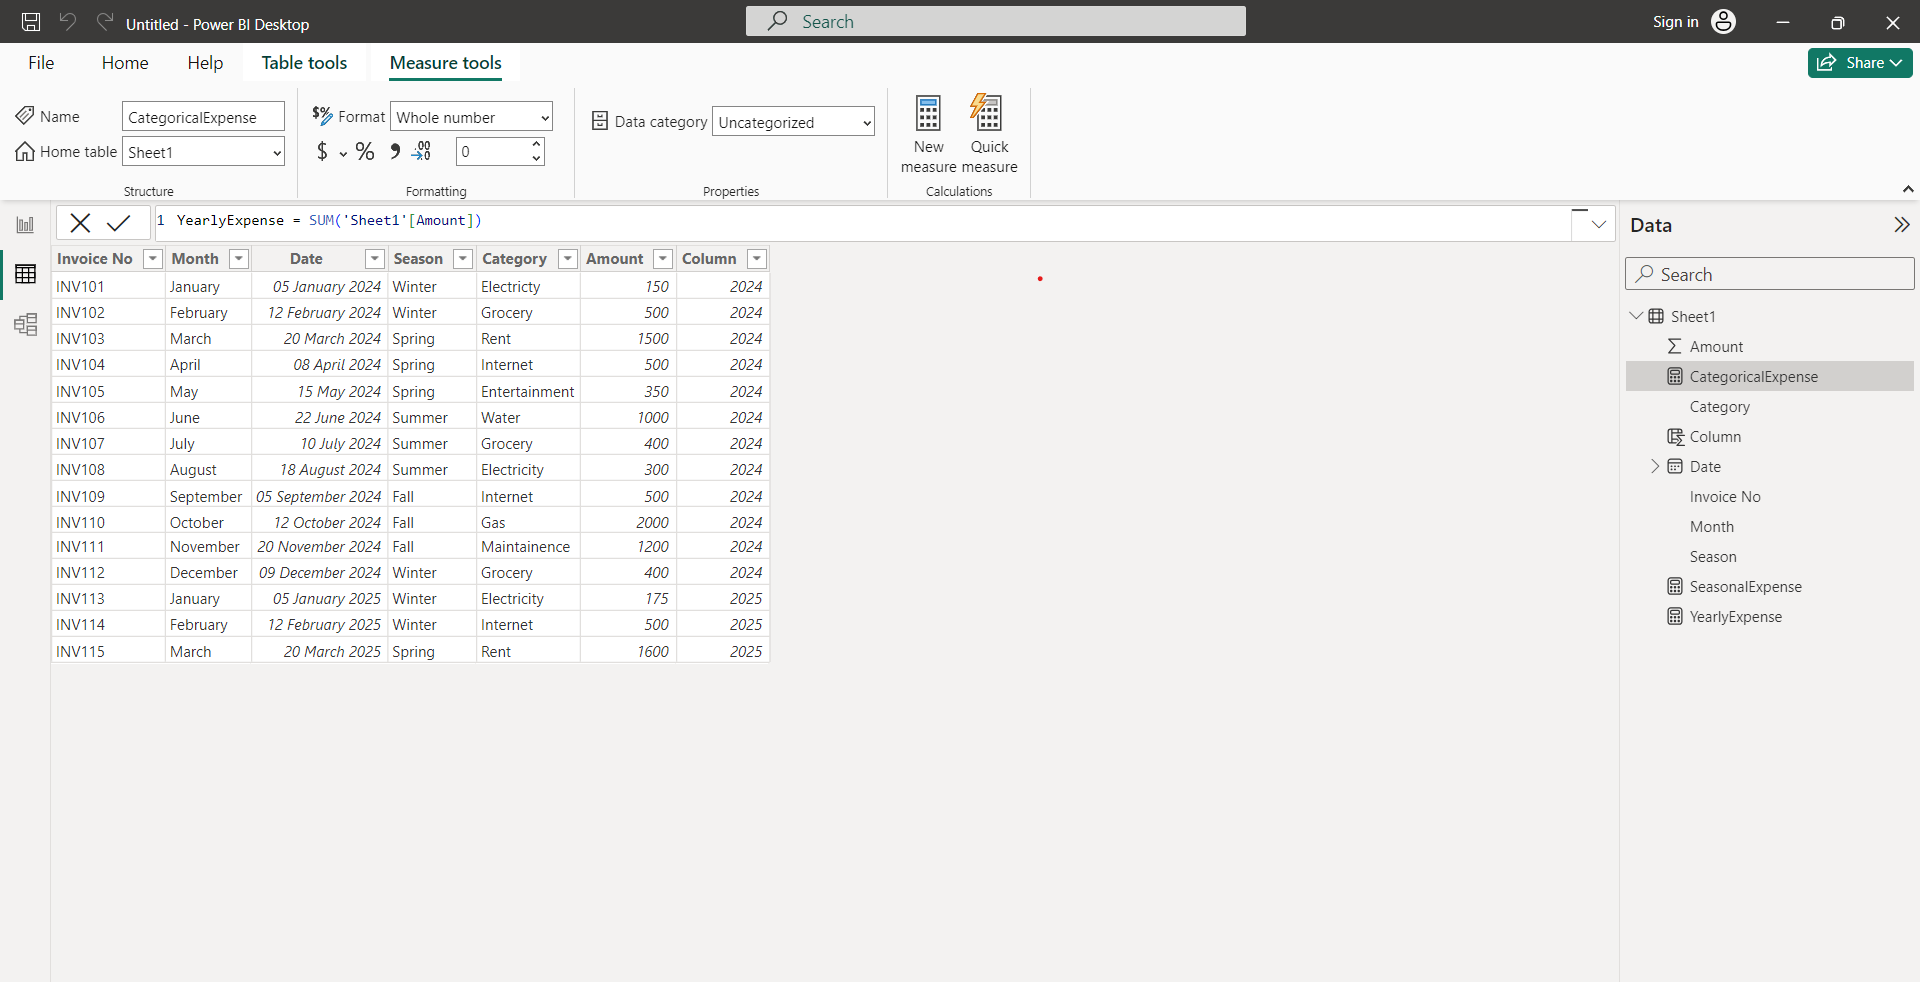 Untitled - Power BI Desktop
Search
Sign in
File Home Help Table tools Measure tools
Share
Name CategoricalExpense
Home table Sheet1
Structure
$% Format Whole number
$ % , .00 →0 0
Formatting
Data category Uncategorized
Properties
New measure
Quick measure
Calculations
1 YearlyExpense = SUM('Sheet1'[Amount])
Invoice No Month Date Season Category Amount Column
INV101 January 05 January 2024 Winter Electricty 150 2024
INV102 February 12 February 2024 Winter Grocery 500 2024
INV103 March 20 March 2024 Spring Rent 1500 2024
INV104 April 08 April 2024 Spring Internet 500 2024
INV105 May 15 May 2024 Spring Entertainment 350 2024
INV106 June 22 June 2024 Summer Water 1000 2024
INV107 July 10 July 2024 Summer Grocery 400 2024
INV108 August 18 August 2024 Summer Electricity 300 2024
INV109 September 05 September 2024 Fall Internet 500 2024
INV110 October 12 October 2024 Fall Gas 2000 2024
INV111 November 20 November 2024 Fall Maintainence 1200 2024
INV112 December 09 December 2024 Winter Grocery 400 2024
INV113 January 05 January 2025 Winter Electricity 175 2025
INV114 February 12 February 2025 Winter Internet 500 2025
INV115 March 20 March 2025 Spring Rent 1600 2025
Data
Search
Sheet1
Amount
CategoricalExpense
Category
Column
Date
Invoice No
Month
Season
SeasonalExpense
YearlyExpense